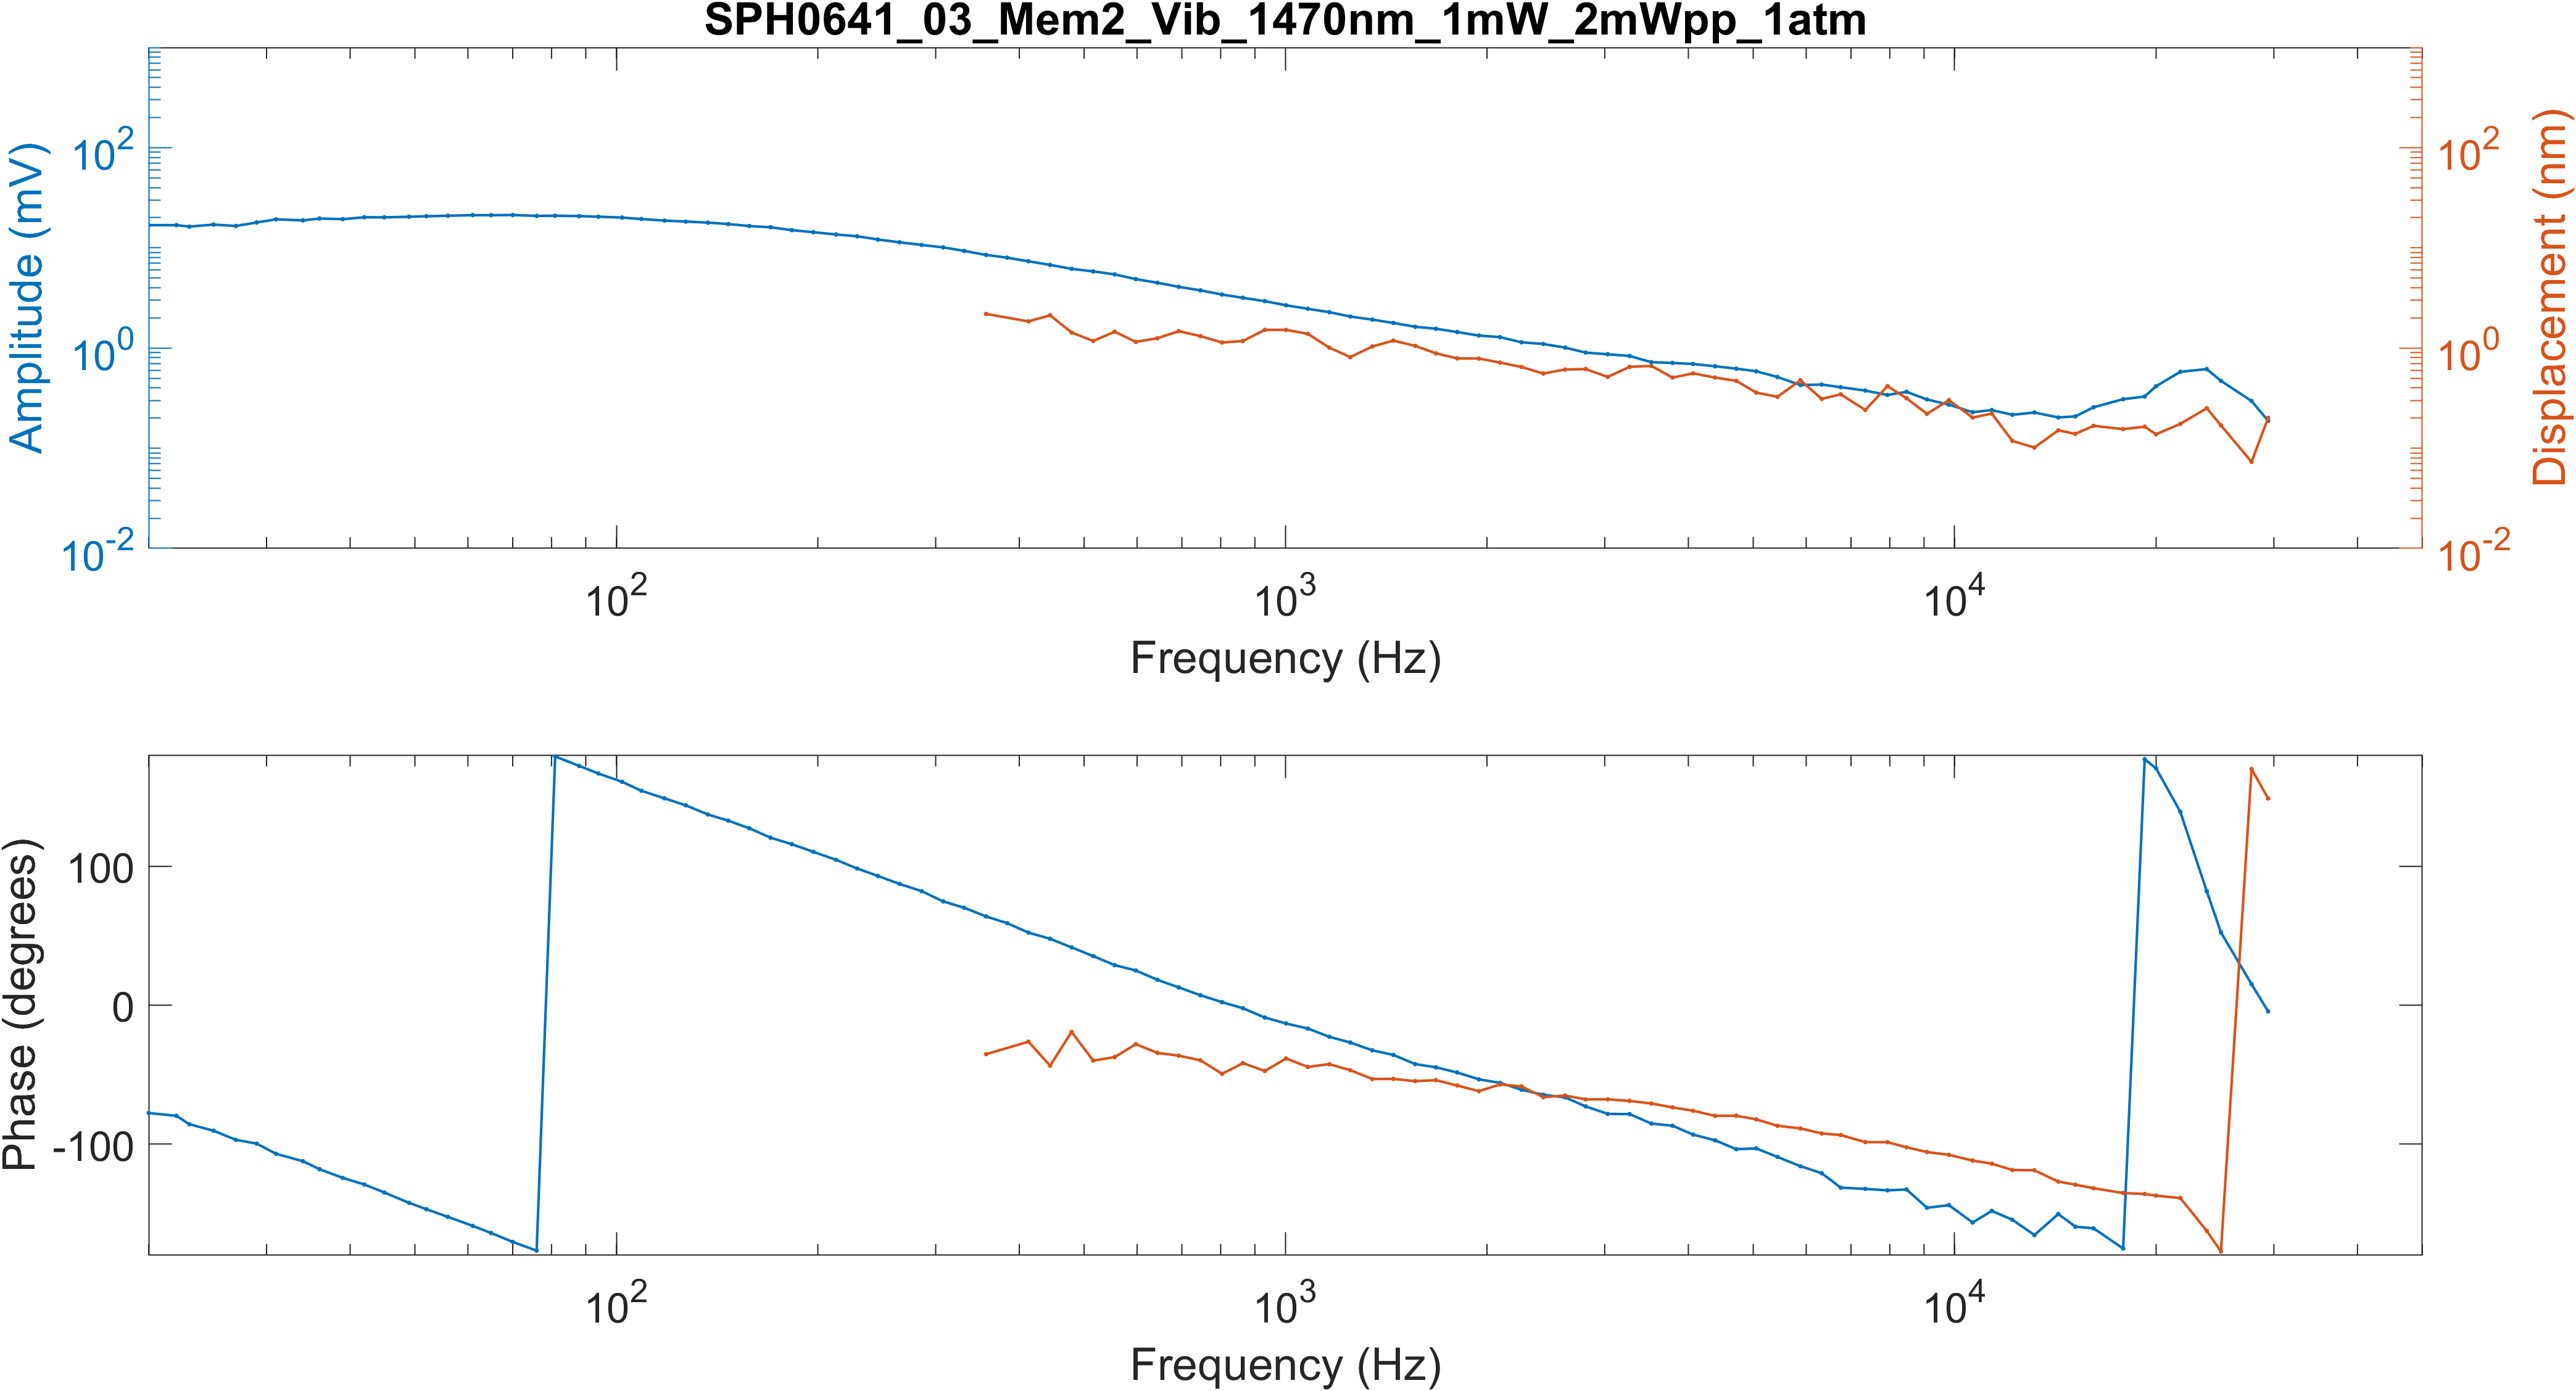 SPH0641_03_Mem2_Vib_1470nm_1mW_2mWpp_1atm
Amplitude (mV)
10^2
10^0
10^-2
Displacement (nm)
10^2
10^0
10^-2
10^2 10^3 10^4
Frequency (Hz)
Phase (degrees)
100
0
-100
10^2 10^3 10^4
Frequency (Hz)